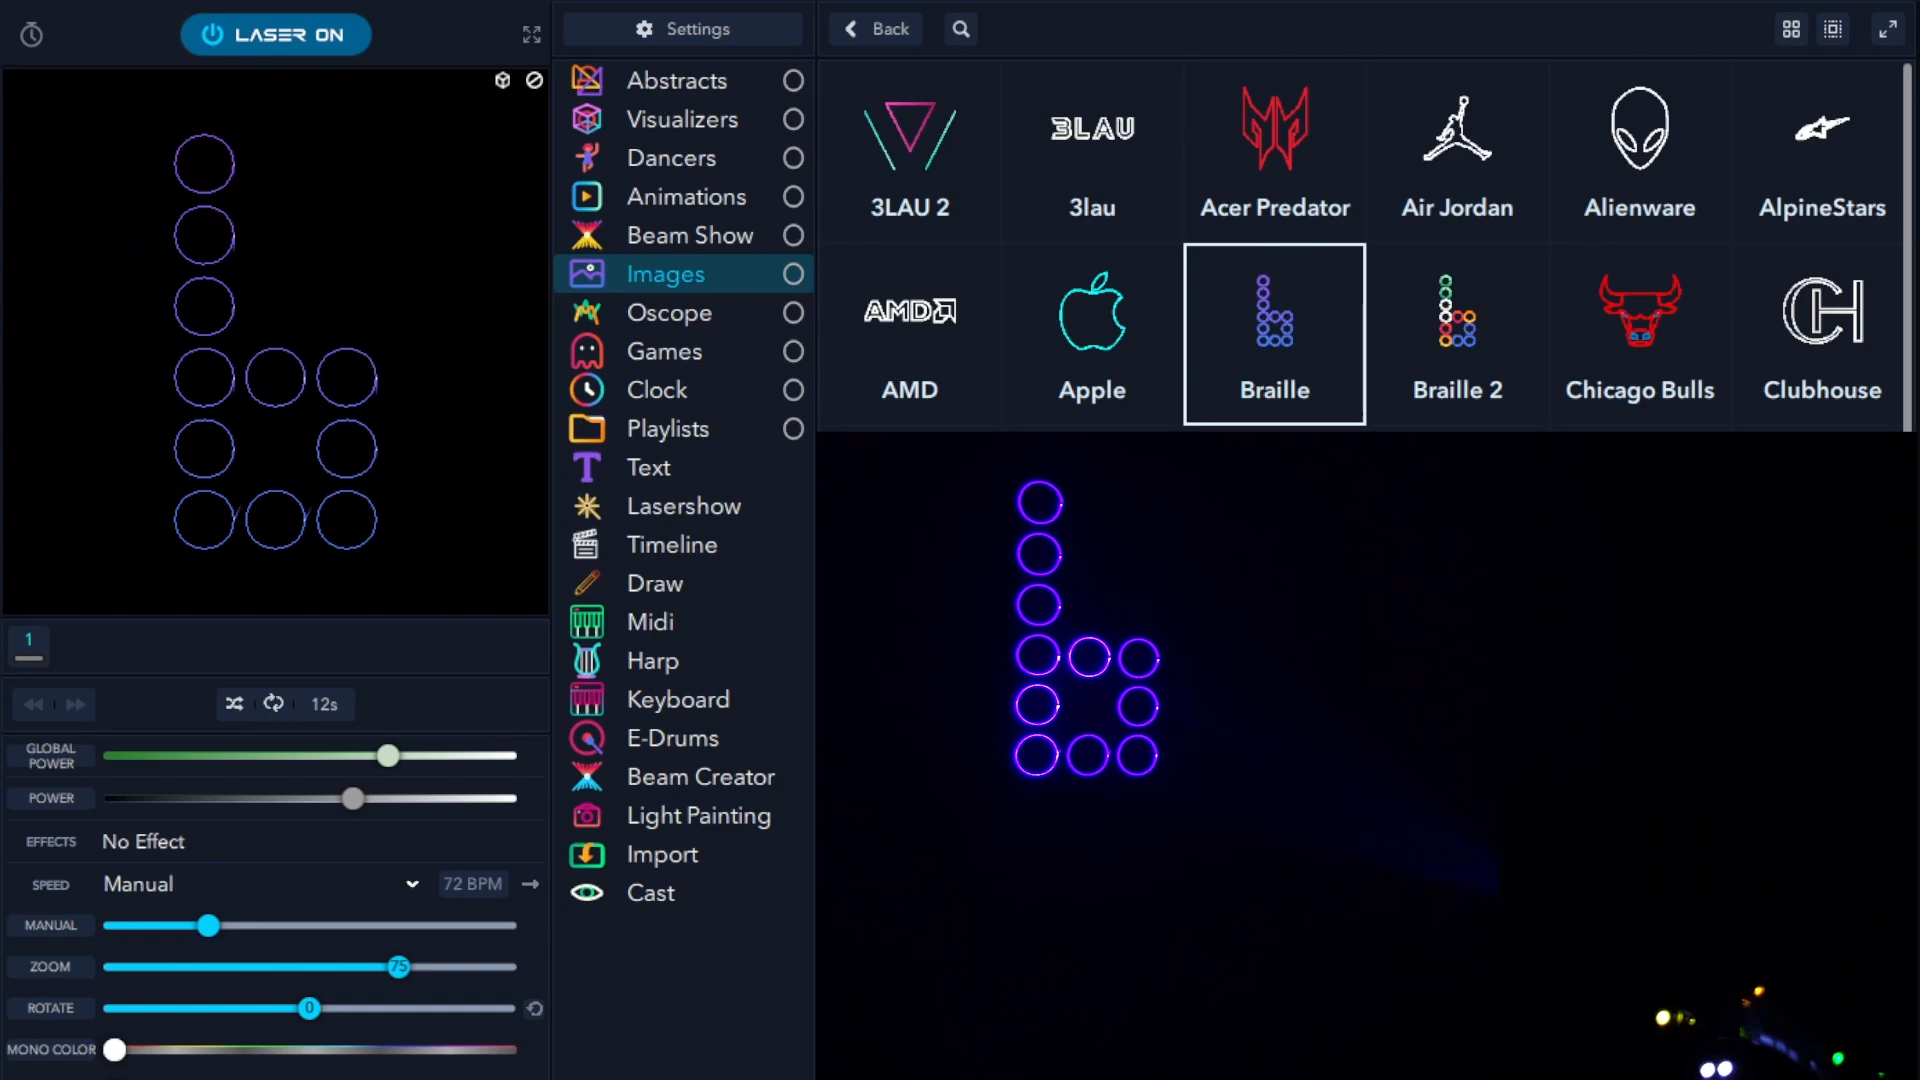 LASER ON
Settings
Back
Abstracts
Visualizers
Dancers
Animations
Beam Show
Images
Oscope
Games
Clock
Playlists
Text
Lasershow
Timeline
Draw
Midi
Harp
Keyboard
E-Drums
Beam Creator
Light Painting
Import
Cast
3LAU
3LAU 2
3lau
Acer Predator
Air Jordan
Alienware
AlpineStars
AMD
AMD
Apple
Braille
Braille 2
Chicago Bulls
CH
Clubhouse
1
12s
GLOBAL
POWER
POWER
EFFECTS No Effect
SPEED Manual 72 BPM
MANUAL
ZOOM 75
ROTATE 0
MONO COLOR